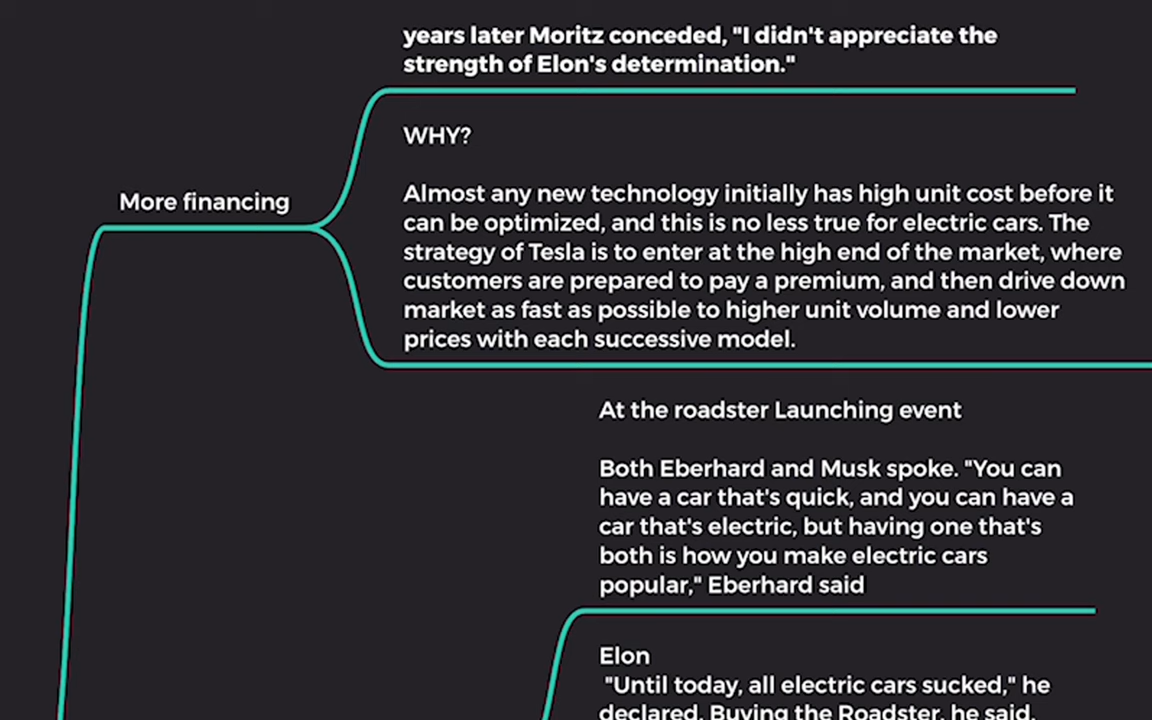 years later Moritz conceded, "I didn't appreciate the
strength of Elon's determination."
WHY?
Almost any new technology initially has high unit cost before it
can be optimized, and this is no less true for electric cars. The
strategy of Tesla is to enter at the high end of the market, where
customers are prepared to pay a premium, and then drive down
market as fast as possible to higher unit volume and lower
prices with each successive model.
More financing
At the roadster Launching event
Both Eberhard and Musk spoke. "You can
have a car that's quick, and you can have a
car that's electric, but having one that's
both is how you make electric cars
popular," Eberhard said
Elon
"Until today, all electric cars sucked," he
declared. Buying the Roadster, he said,